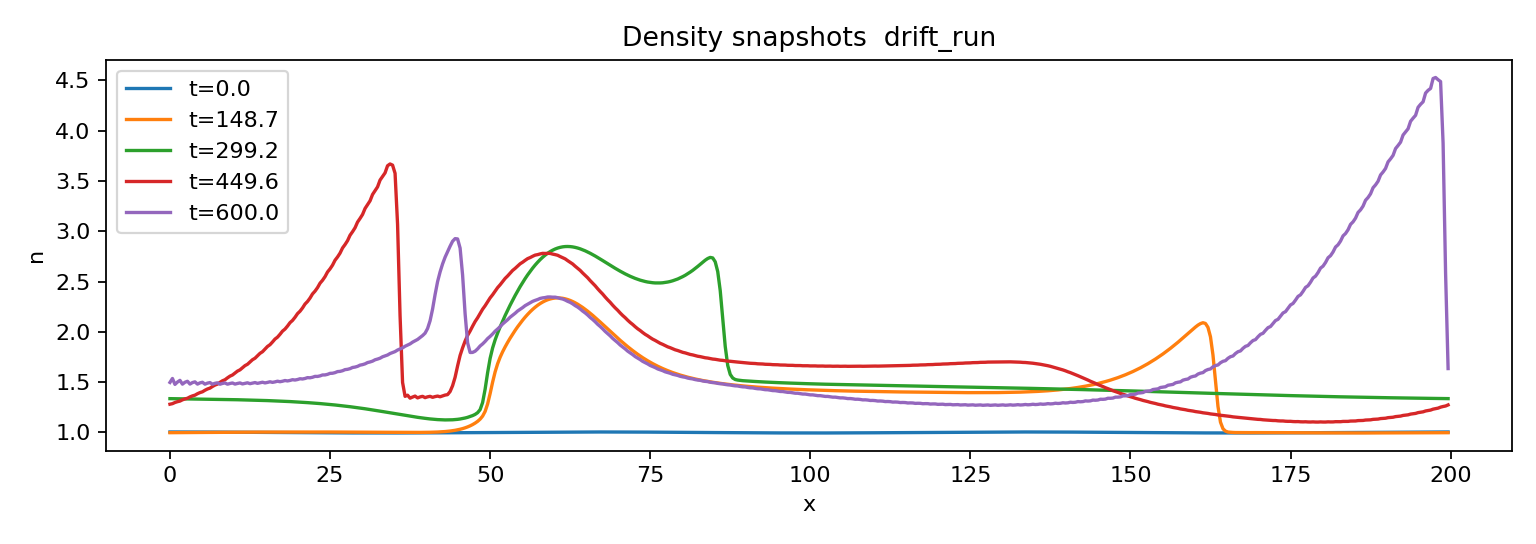 Density snapshots  drift_run
t=0.0
t=148.7
t=299.2
t=449.6
t=600.0
4.5
4.0
3.5
3.0
2.5
2.0
1.5
1.0
n
0 25 50 75 100 125 150 175 200
x